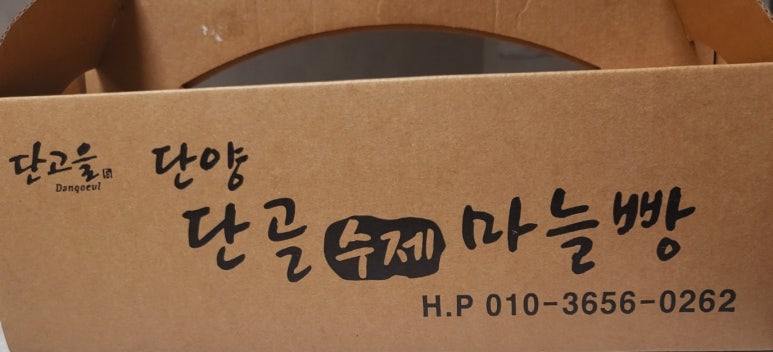 단고을
Dangoeul
단양
단골 수제 마늘빵
H.P 010-3656-0262